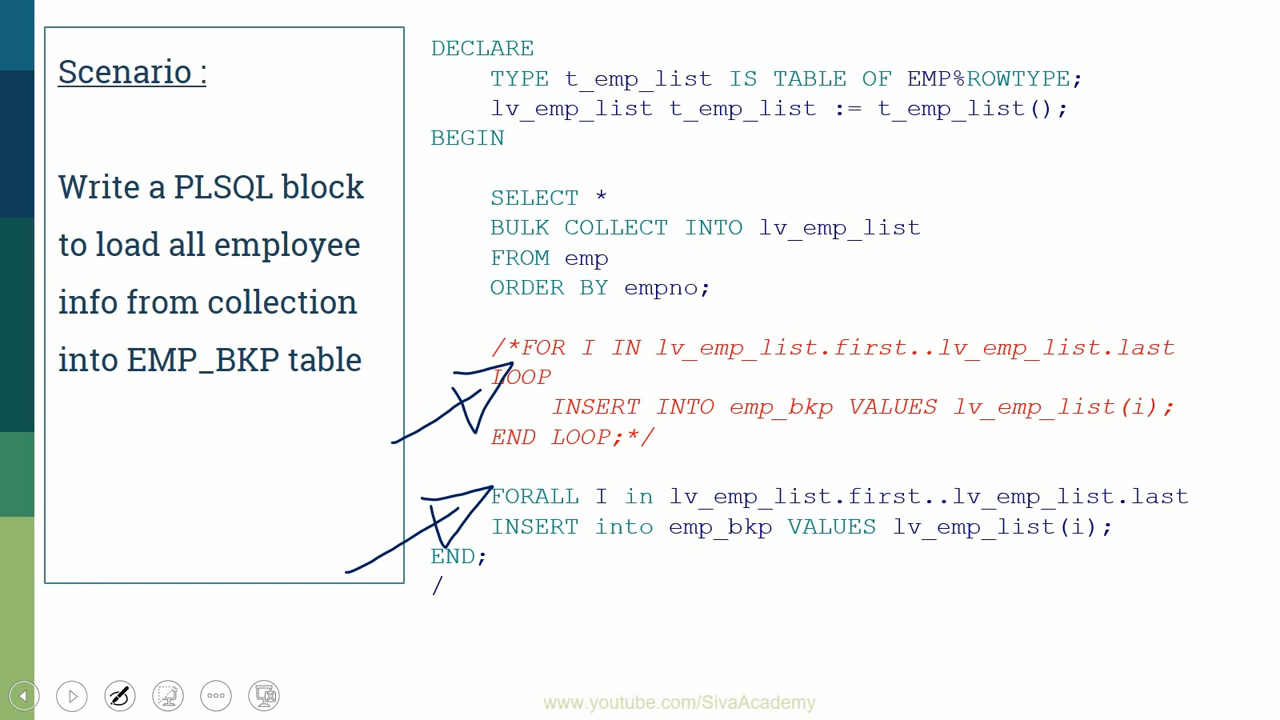 Scenario :
Write a PLSQL block
to load all employee
info from collection
into EMP_BKP table
DECLARE
TYPE t_emp_list IS TABLE OF EMP%ROWTYPE;
lv_emp_list t_emp_list := t_emp_list();
BEGIN
SELECT *
BULK COLLECT INTO lv_emp_list
FROM emp
ORDER BY empno;
/*FOR I IN lv_emp_list.first..lv_emp_list.last
LOOP
INSERT INTO emp_bkp VALUES lv_emp_list(i);
END LOOP;*/
FORALL I in lv_emp_list.first..lv_emp_list.last
INSERT into emp_bkp VALUES lv_emp_list(i);
END;
/
www.youtube.com/SivaAcademy